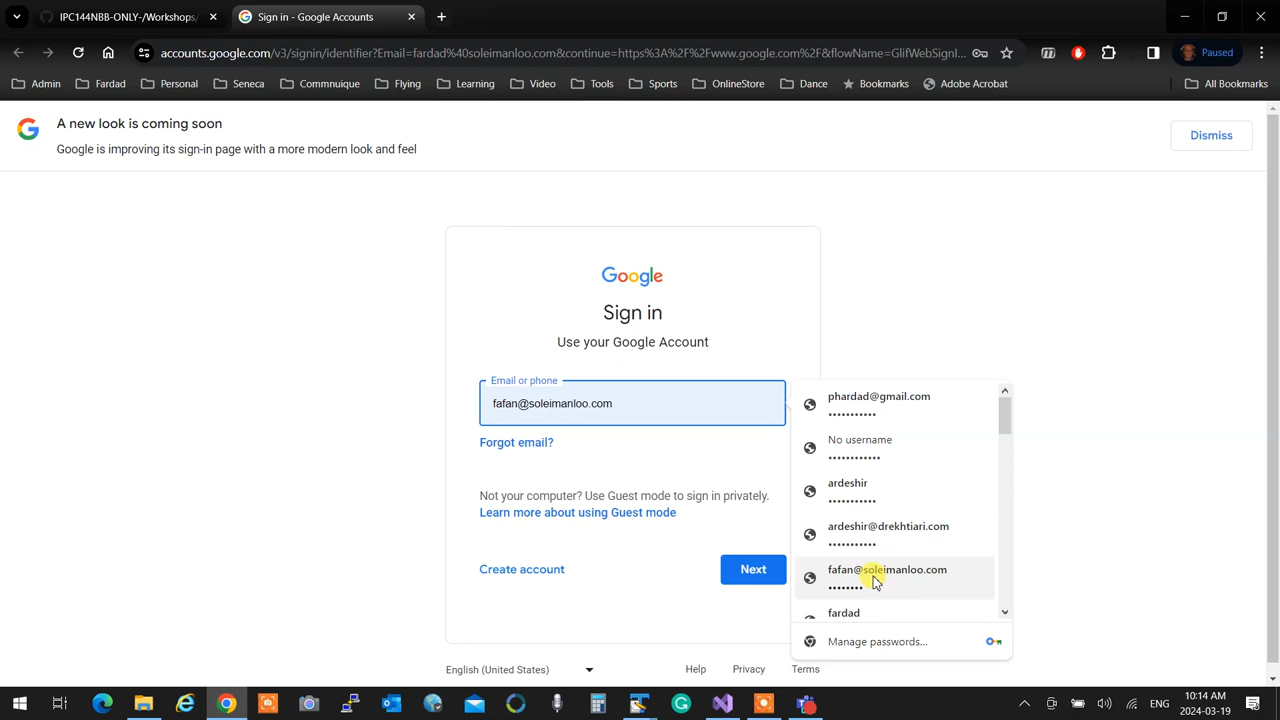 IPC144NBB-ONLY-/Workshops/
Sign in - Google Accounts
accounts.google.com/v3/signin/identifier?Email=fardad%40soleimanloo.com&continue=https%3A%2F%2Fwww.google.com%2F&flowName=GlifWebSignI...
Paused
Admin
Fardad
Personal
Seneca
Commnuique
Flying
Learning
Video
Tools
Sports
OnlineStore
Dance
Bookmarks
Adobe Acrobat
All Bookmarks
A new look is coming soon
Google is improving its sign-in page with a more modern look and feel
Dismiss
Google
Sign in
Use your Google Account
Email or phone
fafan@soleimanloo.com
Forgot email?
Not your computer? Use Guest mode to sign in privately.
Learn more about using Guest mode
Create account
Next
phardad@gmail.com
•••••••••••
No username
••••••••••••
ardeshir
•••••••••••
ardeshir@drekhtiari.com
•••••••••••
fafan@soleimanloo.com
••••••••
fardad
Manage passwords...
English (United States)
Help
Privacy
Terms
ENG
10:14 AM
2024-03-19